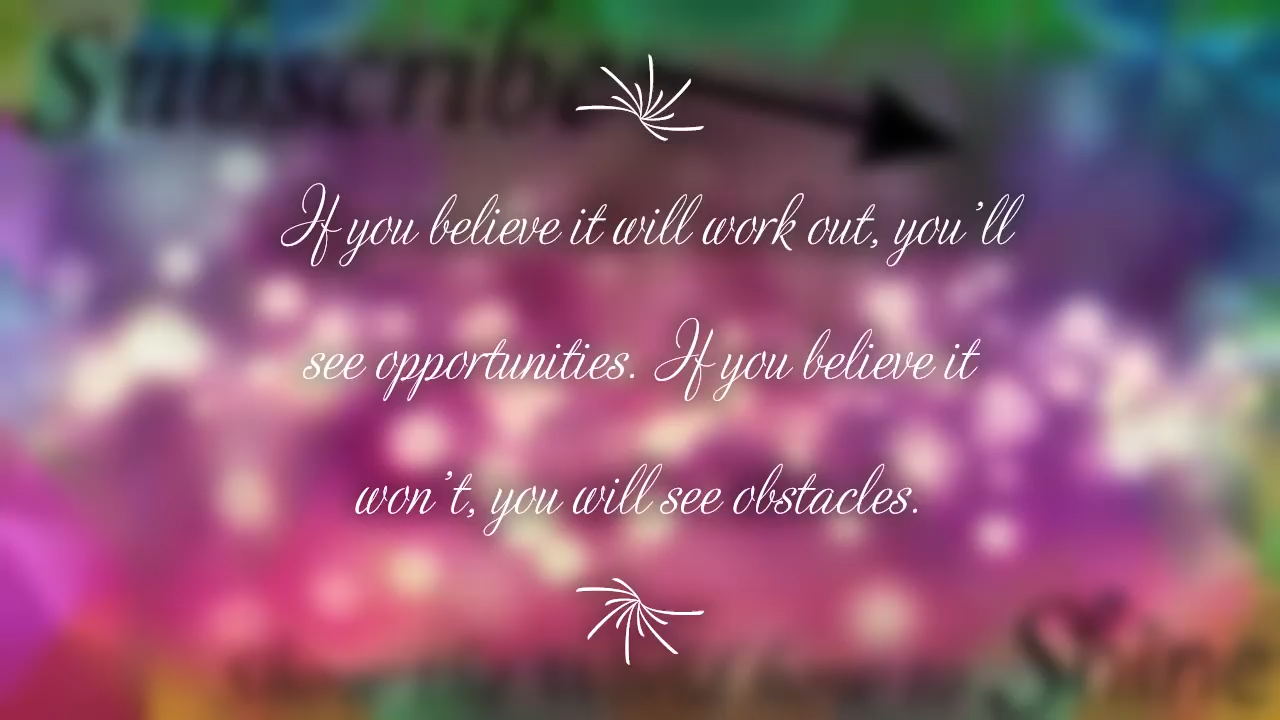 Subscribe
If you believe it will work out, you'll
see opportunities. If you believe it
won't, you will see obstacles.